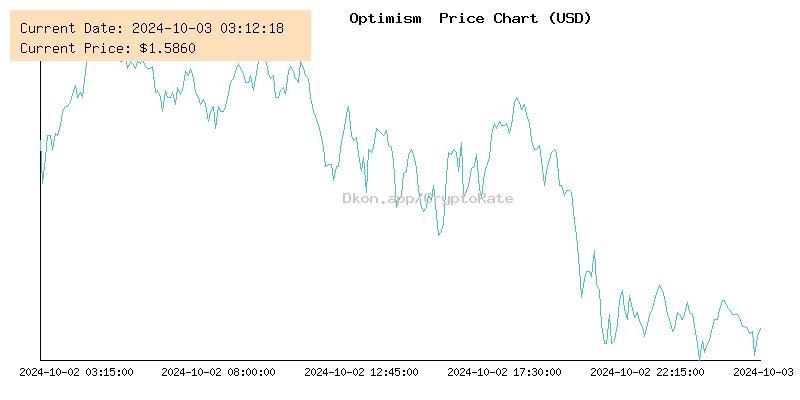 Optimism  Price Chart (USD)
Current Date: 2024-10-03 03:12:18
Current Price: $1.5860
Dkon.app/CryptoRate
2024-10-02 03:15:00 2024-10-02 08:00:00 2024-10-02 12:45:00 2024-10-02 17:30:00 2024-10-02 22:15:00 2024-10-03